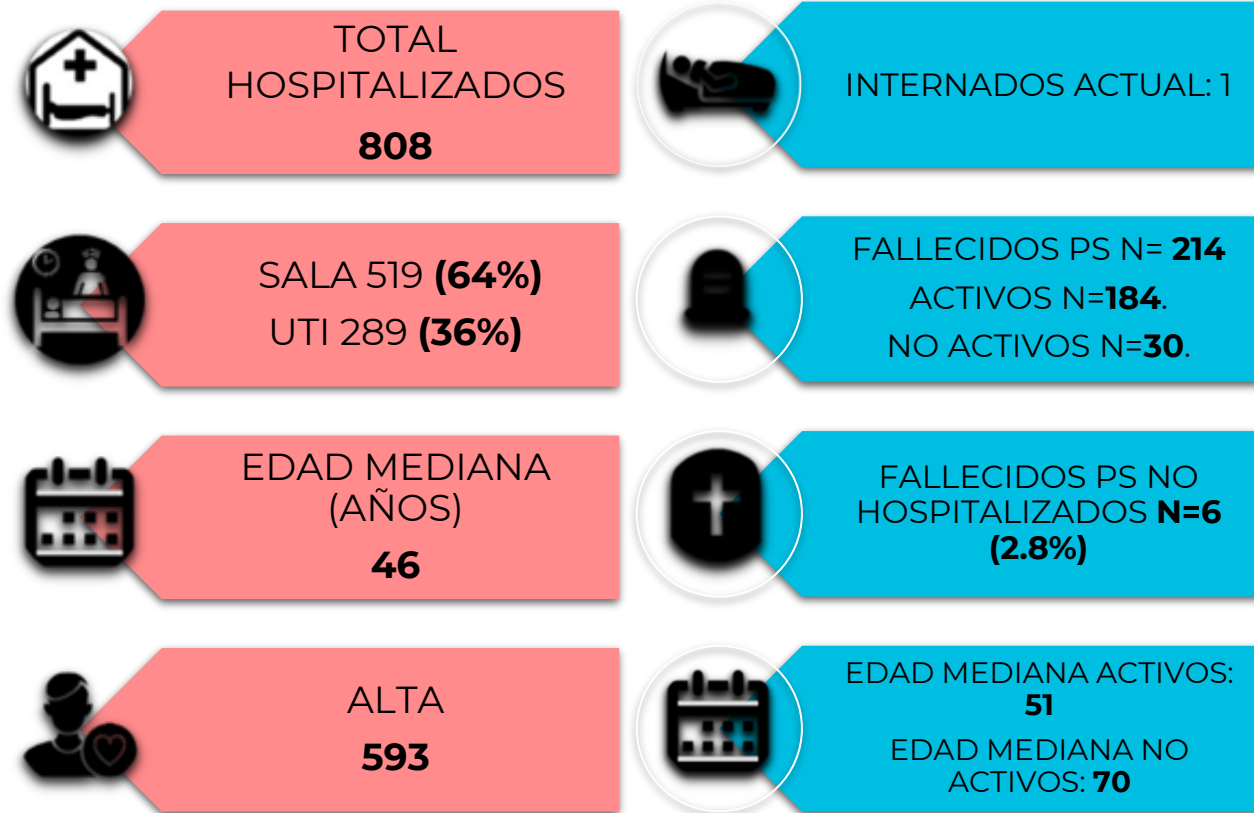 TOTAL
HOSPITALIZADOS
808
SALA 519 (64%)
UTI 289 (36%)
EDAD MEDIANA
(AÑOS)
46
ALTA
593
INTERNADOS ACTUAL: 1
FALLECIDOS PS N= 214
ACTIVOS N=184.
NO ACTIVOS N=30.
FALLECIDOS PS NO
HOSPITALIZADOS N=6
(2.8%)
EDAD MEDIANA ACTIVOS:
51
EDAD MEDIANA NO
ACTIVOS: 70